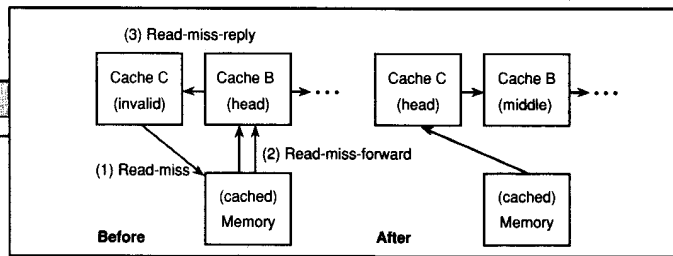 (3) Read-miss-reply
Cache C
(invalid)
Cache B
(head)
Cache C
(head)
Cache B
(middle)
(1) Read-miss
(2) Read-miss-forward
(cached)
Memory
(cached)
Memory
Before
After